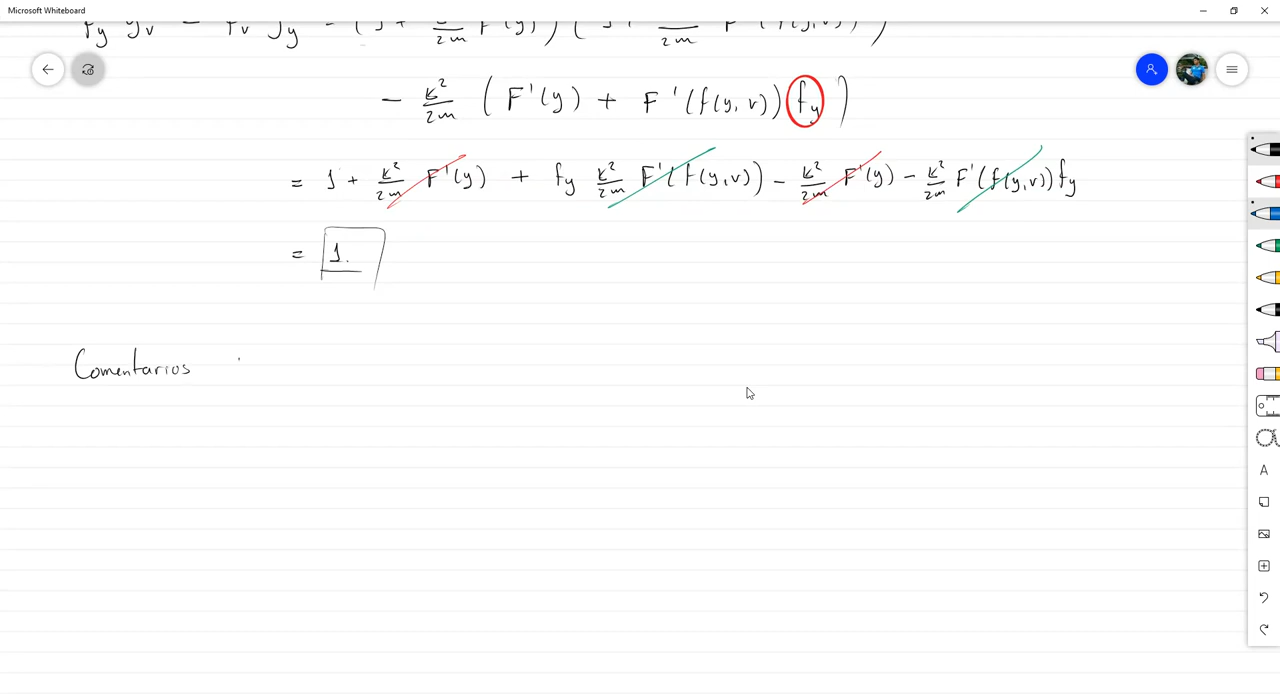 Microsoft Whiteboard
- k²/2m ( F'(y) + F'(f(y,v)) f_y )
= 1 + k²/2m F'(y) + f_y k²/2m F'(f(y,v)) - k²/2m F'(y) - k²/2m F'(f(y,v)) f_y
= 1.
Comentarios
A